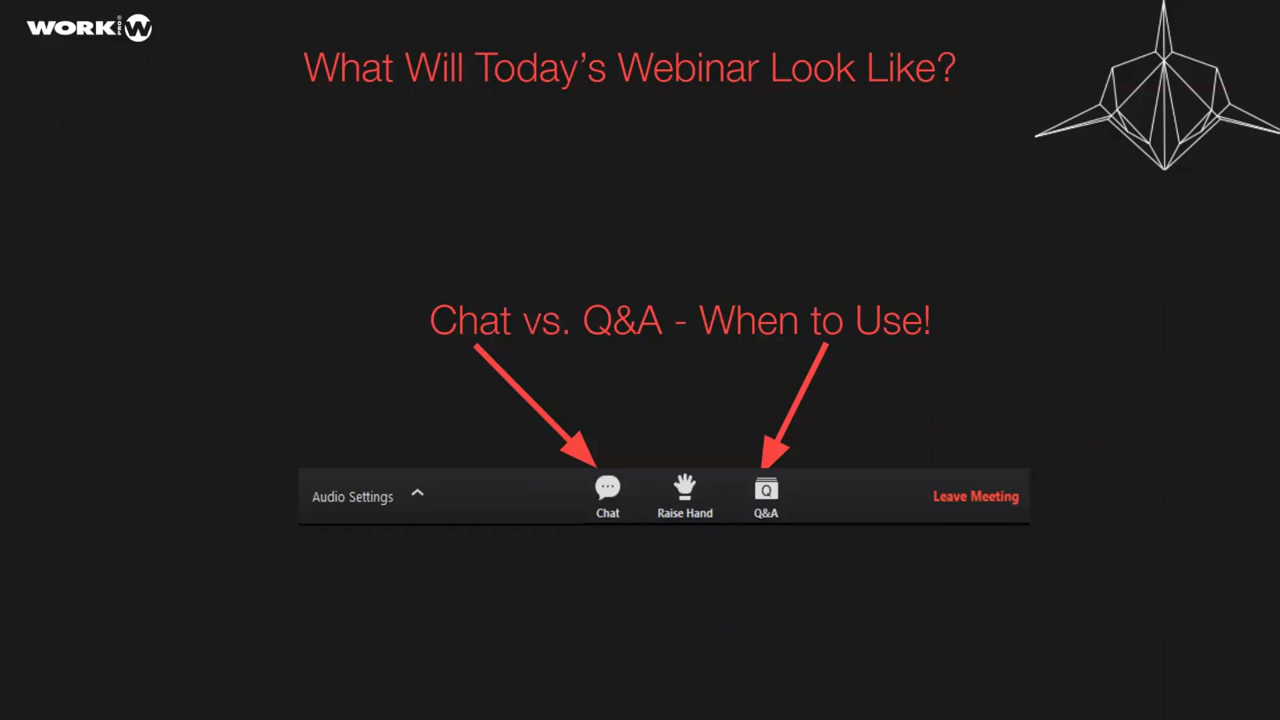 WORK PRO W
What Will Today's Webinar Look Like?
Chat vs. Q&A - When to Use!
Audio Settings
Chat
Raise Hand
Q
Q&A
Leave Meeting